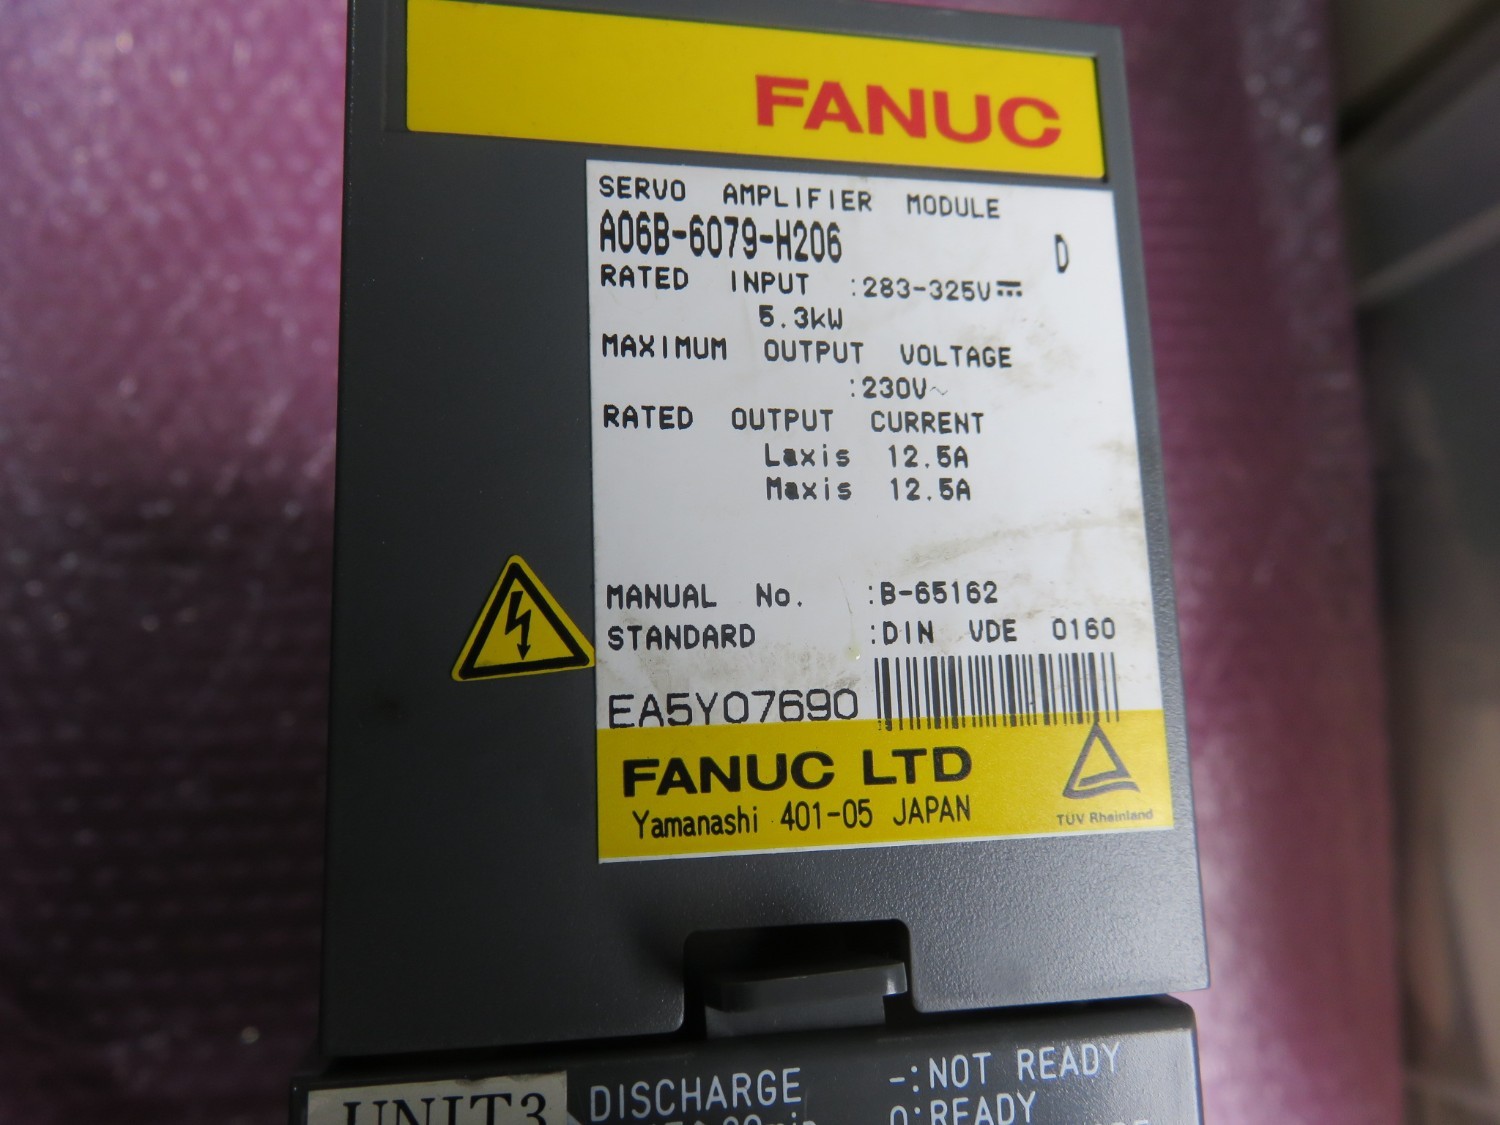 FANUC
SERVO AMPLIFIER MODULE
A06B-6079-H206 D
RATED INPUT :283-325V
5.3kW
MAXIMUM OUTPUT VOLTAGE
:230V~
RATED OUTPUT CURRENT
Laxis 12.5A
Maxis 12.5A
MANUAL No. :B-65162
STANDARD :DIN VDE 0160
EA5Y07690
FANUC LTD
Yamanashi 401-05 JAPAN
TUV Rheinland
UNIT3
DISCHARGE -:NOT READY
0:READY